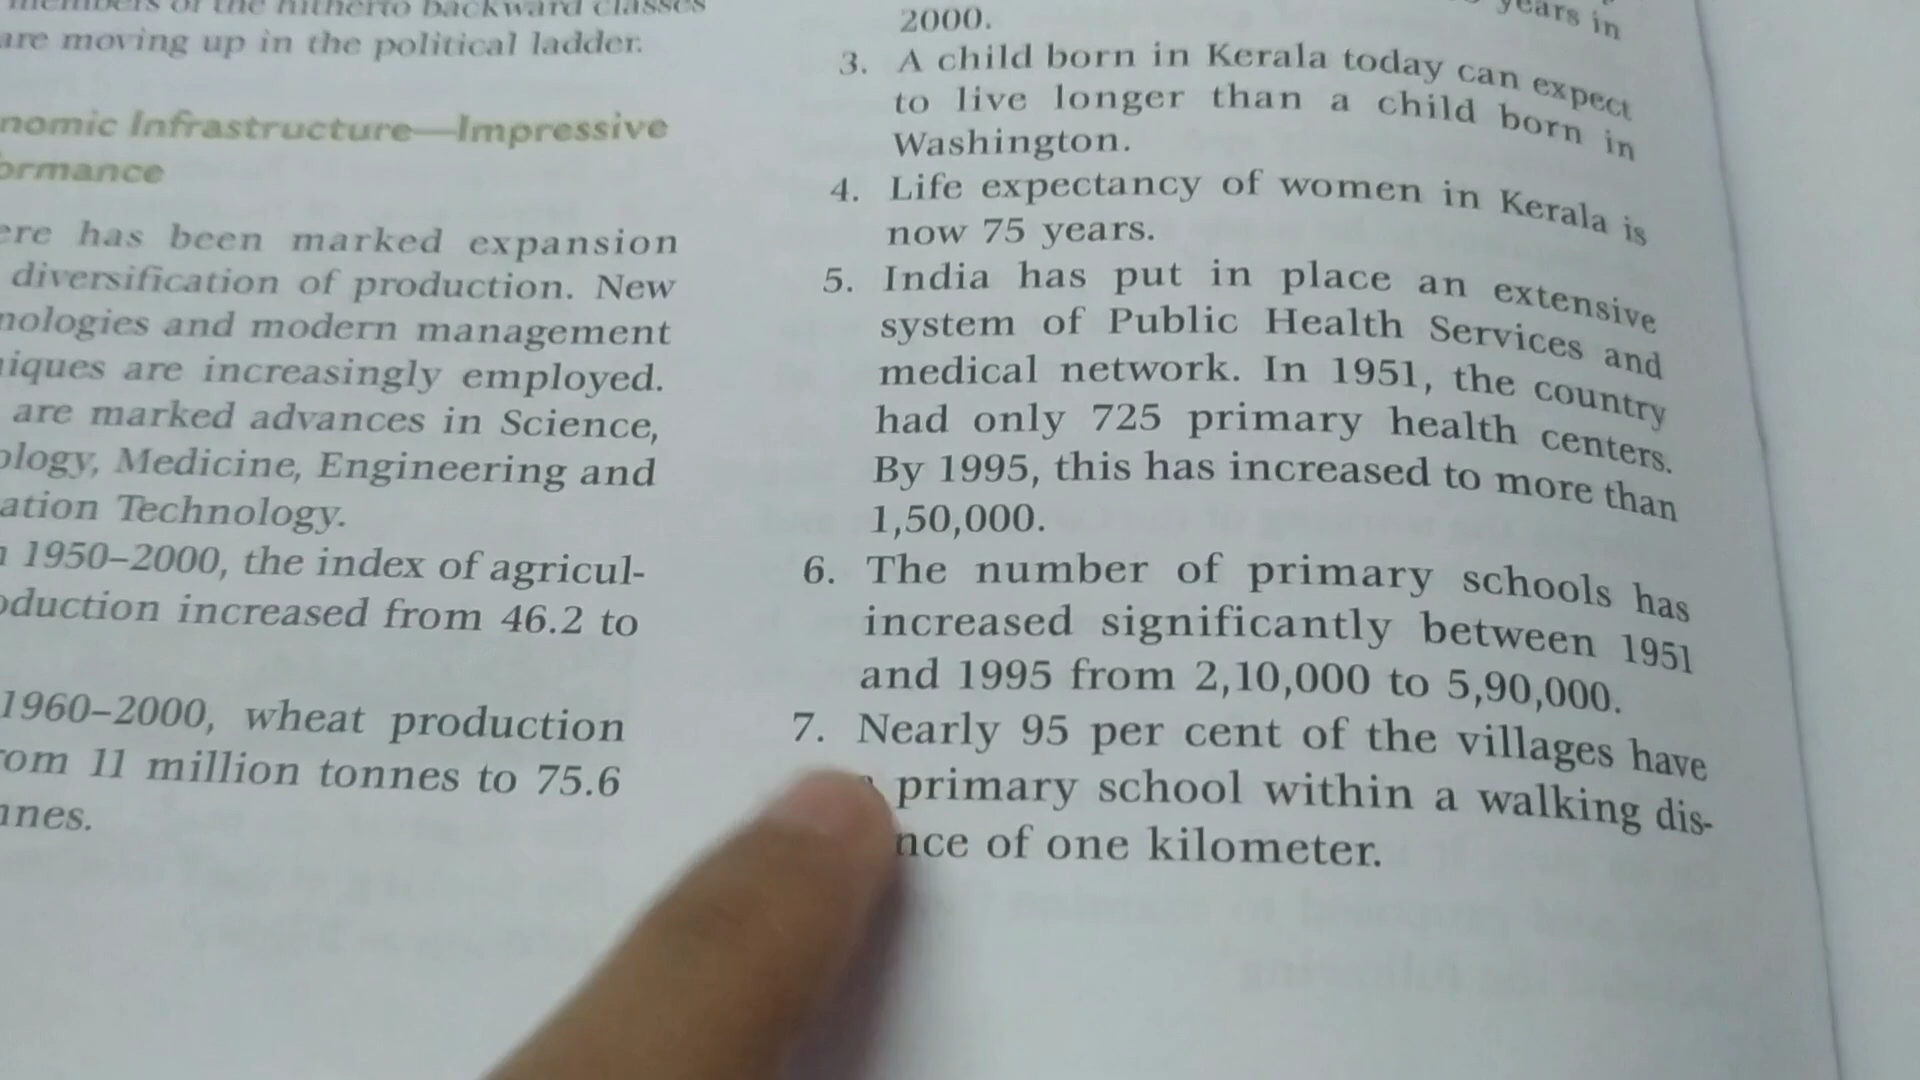 members of the hitherto backward classes
are moving up in the political ladder.
nomic Infrastructure—Impressive
ormance
ere has been marked expansion
diversification of production. New
nologies and modern management
niques are increasingly employed.
are marked advances in Science,
ology, Medicine, Engineering and
ation Technology.
1950–2000, the index of agricul-
oduction increased from 46.2 to
1960–2000, wheat production
rom 11 million tonnes to 75.6
nnes.
years in
2000.
3. A child born in Kerala today can expect
to live longer than a child born in
Washington.
4. Life expectancy of women in Kerala is
now 75 years.
5. India has put in place an extensive
system of Public Health Services and
medical network. In 1951, the country
had only 725 primary health centers.
By 1995, this has increased to more than
1,50,000.
6. The number of primary schools has
increased significantly between 1951
and 1995 from 2,10,000 to 5,90,000.
7. Nearly 95 per cent of the villages have
primary school within a walking dis-
nce of one kilometer.